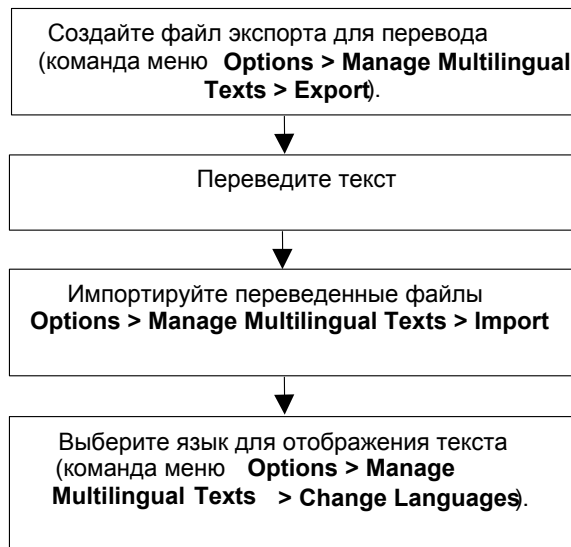 Создайте файл экспорта для перевода
(команда меню Options > Manage Multilingual
Texts > Export).
Переведите текст
Импортируйте переведенные файлы
Options > Manage Multilingual Texts > Import
Выберите язык для отображения текста
(команда меню Options > Manage
Multilingual Texts > Change Languages).